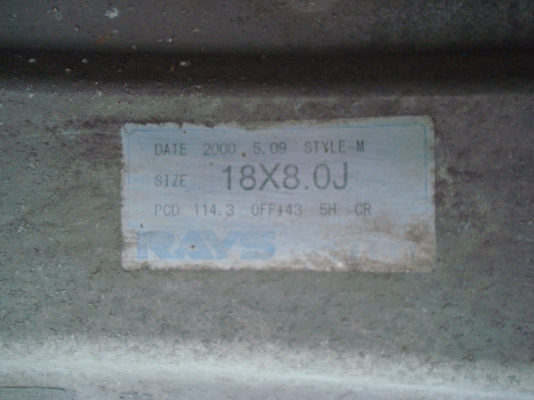 DATE 2000. 5.09 STYLE-M
SIZE 18X8.0J
PCD 114.3 OFF+43 5H CR
RAYS